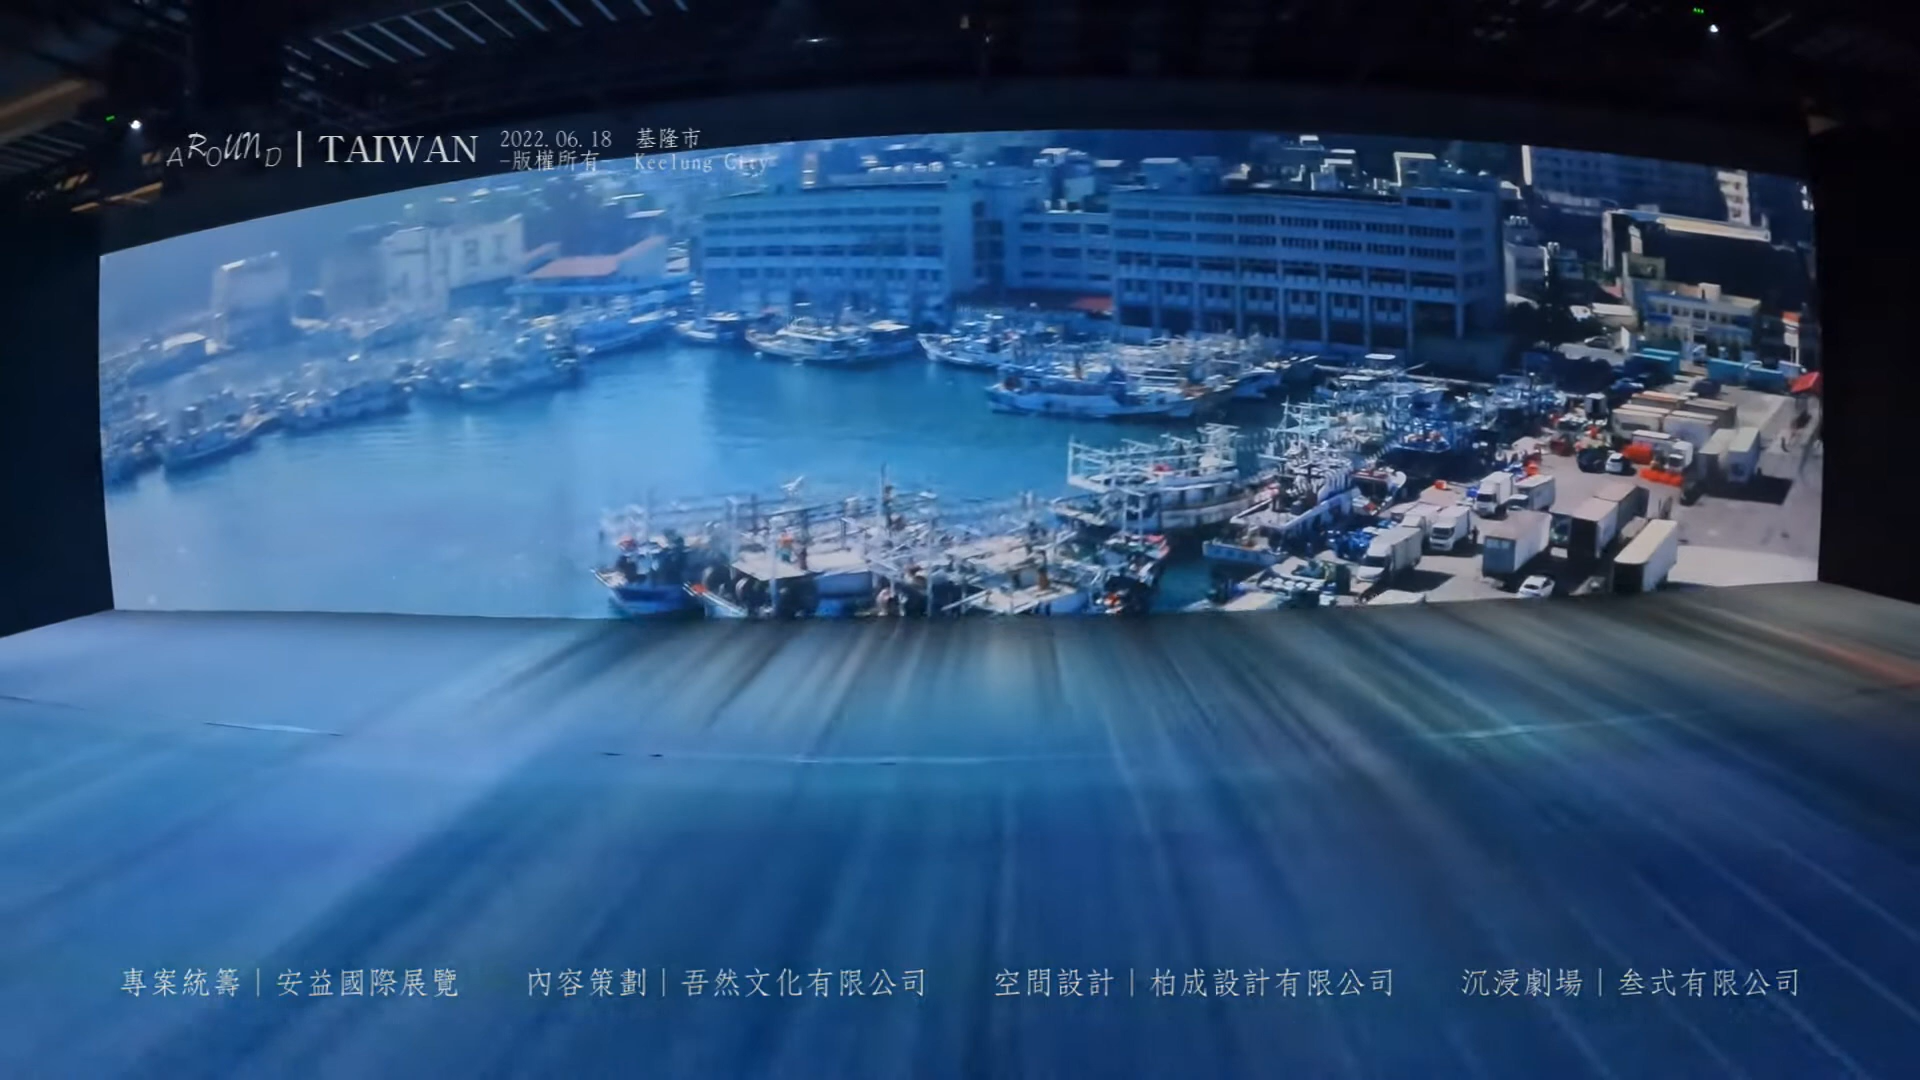 AROUND | TAIWAN
2022.06.18 基隆市
-版權所有- Keelung City
專案統籌｜安益國際展覽 內容策劃｜吾然文化有限公司 空間設計｜柏成設計有限公司 沉浸劇場｜叁式有限公司